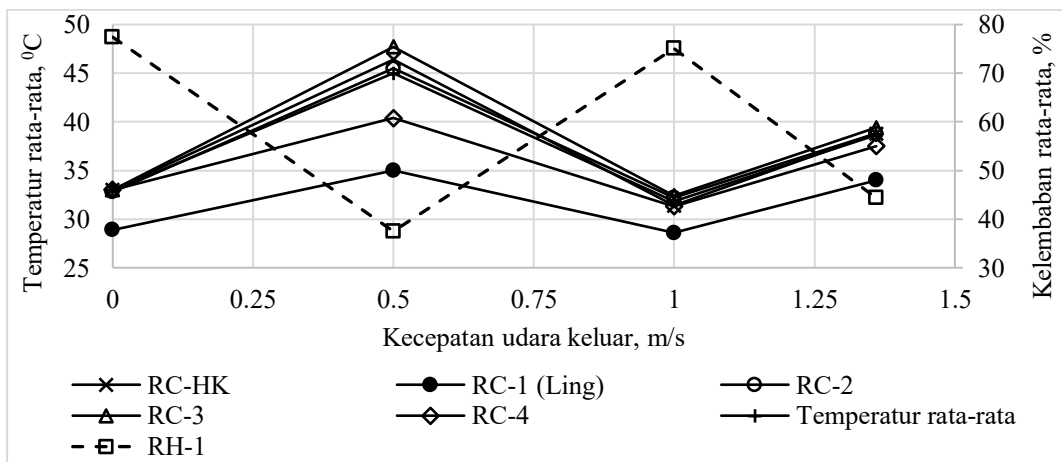 Temperatur rata-rata, ⁰C
50
45
40
35
30
25
80
70
60
50
40
30
Kelembaban rata-rata, %
0 0.25 0.5 0.75 1 1.25 1.5
Kecepatan udara keluar, m/s
RC-HK RC-1 (Ling) RC-2
RC-3 RC-4 Temperatur rata-rata
RH-1